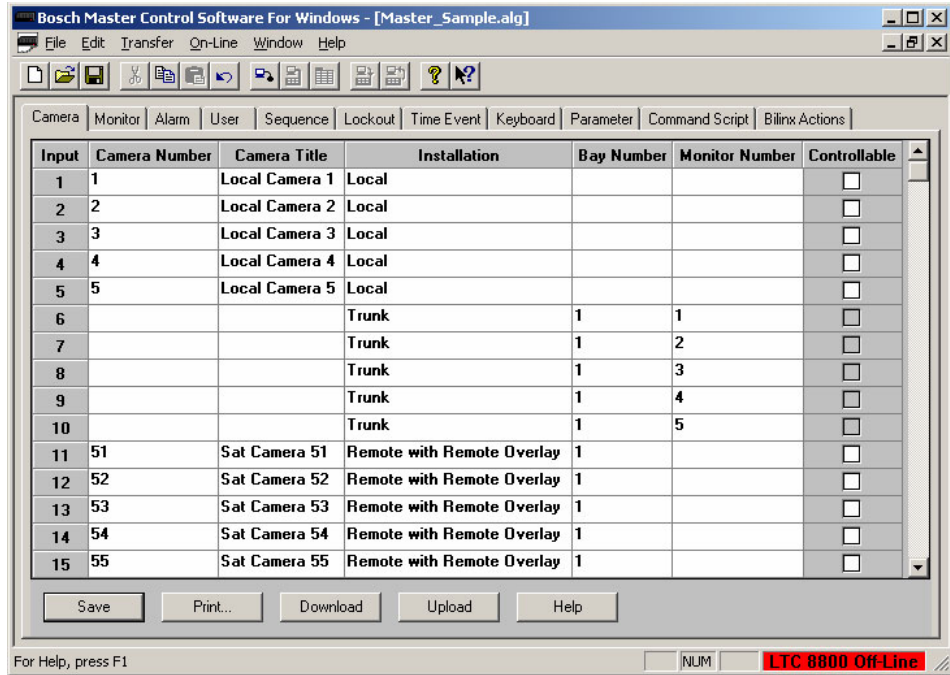 Bosch Master Control Software For Windows - [Master_Sample.alg]
File Edit Transfer On-Line Window Help
Camera Monitor Alarm User Sequence Lockout Time Event Keyboard Parameter Command Script Bilinx Actions
Input Camera Number Camera Title Installation Bay Number Monitor Number Controllable
1 1 Local Camera 1 Local
2 2 Local Camera 2 Local
3 3 Local Camera 3 Local
4 4 Local Camera 4 Local
5 5 Local Camera 5 Local
6 Trunk 1 1
7 Trunk 1 2
8 Trunk 1 3
9 Trunk 1 4
10 Trunk 1 5
11 51 Sat Camera 51 Remote with Remote Overlay 1
12 52 Sat Camera 52 Remote with Remote Overlay 1
13 53 Sat Camera 53 Remote with Remote Overlay 1
14 54 Sat Camera 54 Remote with Remote Overlay 1
15 55 Sat Camera 55 Remote with Remote Overlay 1
Save Print... Download Upload Help
For Help, press F1 NUM LTC 8800 Off-Line